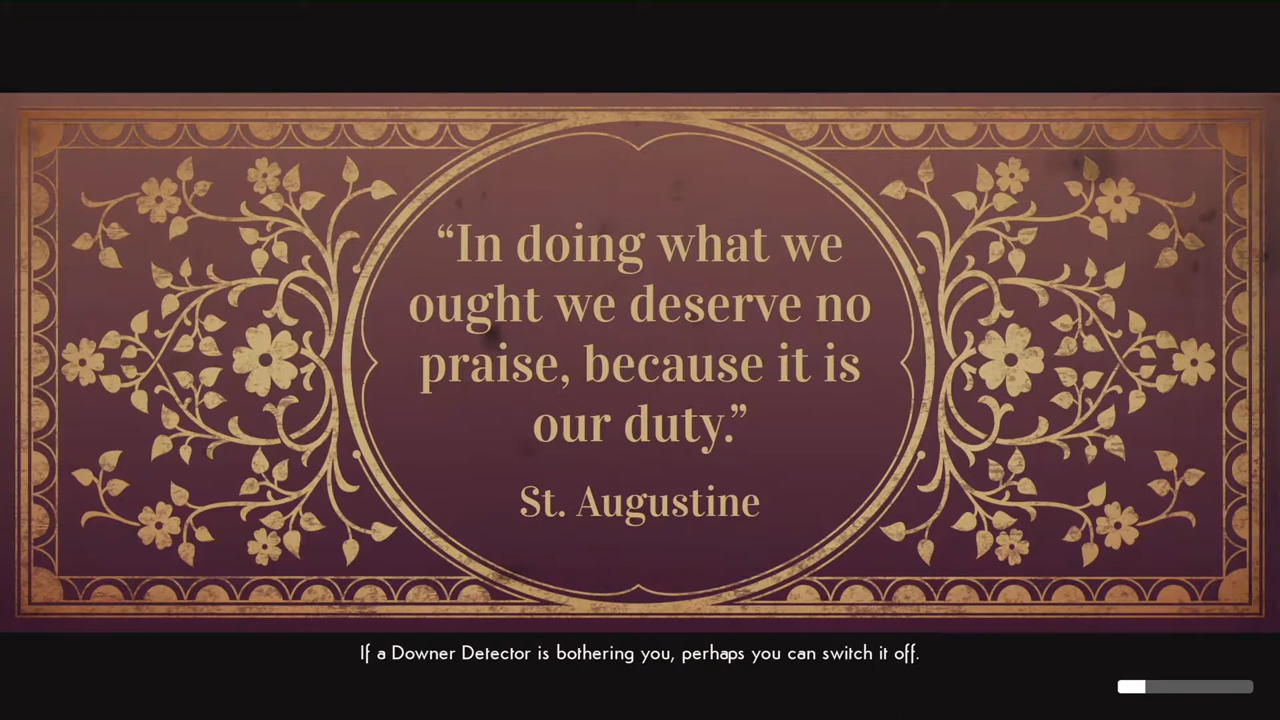 “In doing what we
ought we deserve no
praise, because it is
our duty.”
St. Augustine
If a Downer Detector is bothering you, perhaps you can switch it off.